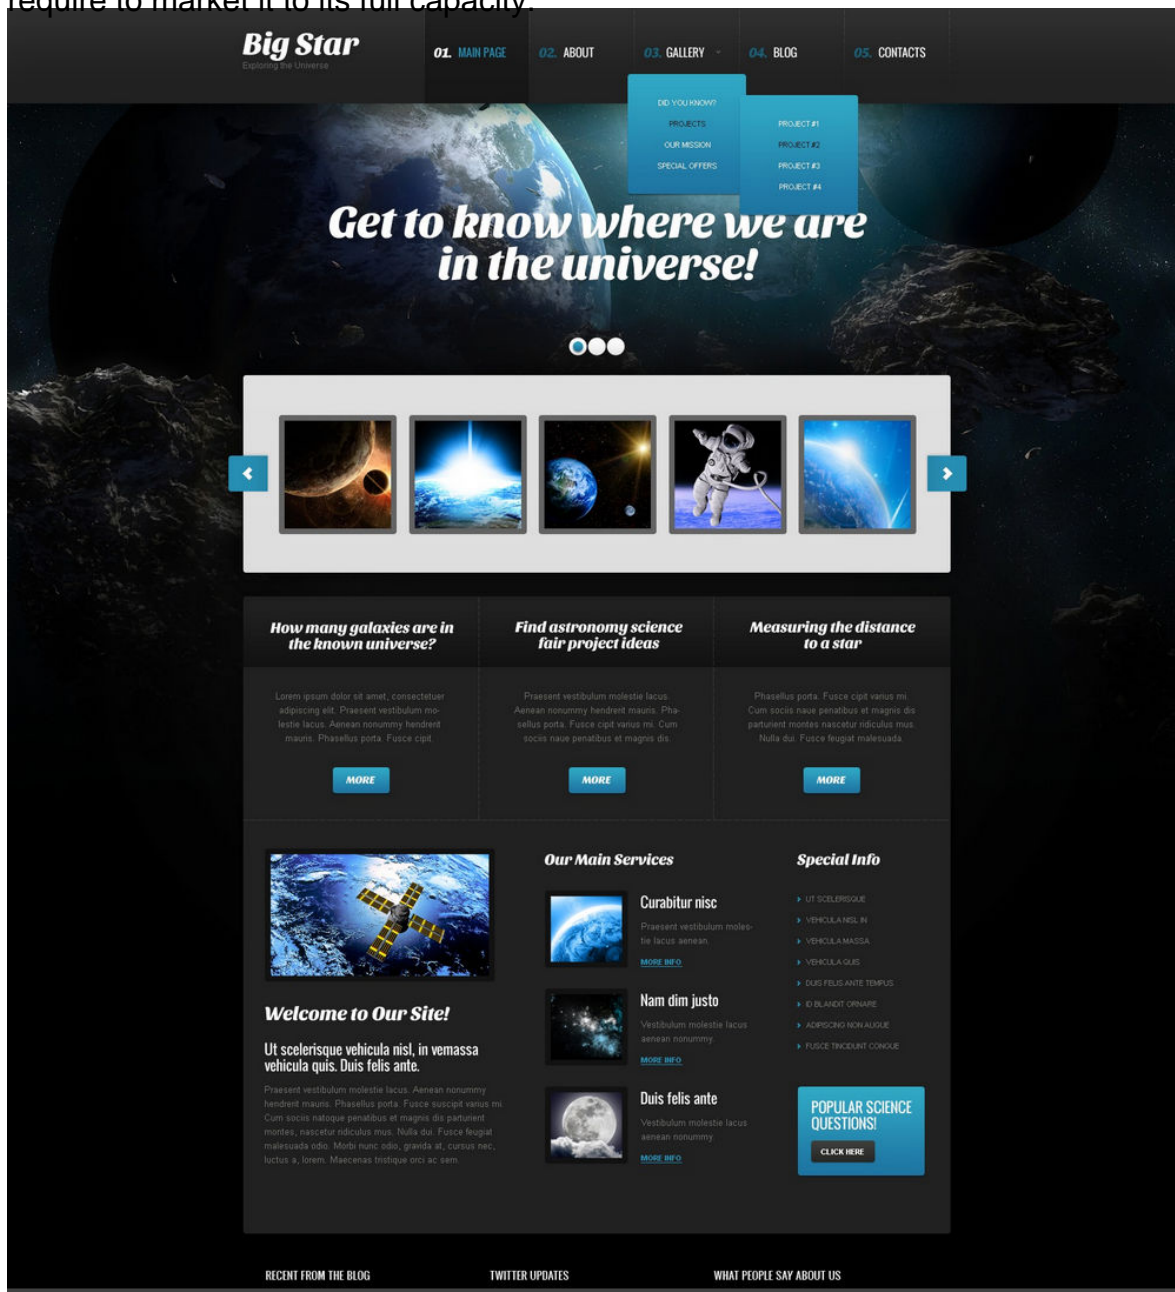 require to market it to its full capacity.
Big Star
Exploring the Universe
01. MAIN PAGE
02. ABOUT
03. GALLERY
04. BLOG
05. CONTACTS
DID YOU KNOW?
PROJECTS
OUR MISSION
SPECIAL OFFERS
PROJECT #1
PROJECT #2
PROJECT #3
PROJECT #4
Get to know where we are
in the universe!
How many galaxies are in
the known universe?
Lorem ipsum dolor sit amet, consectetuer
adipiscing elit. Praesent vestibulum mo-
lestie lacus. Aenean nonummy hendrerit
mauris. Phasellus porta. Fusce cipit.
MORE
Find astronomy science
fair project ideas
Praesent vestibulum molestie lacus.
Aenean nonummy hendrerit mauris. Pha-
sellus porta. Fusce cipit varius mi. Cum
sociis naue penatibus et magnis dis.
MORE
Measuring the distance
to a star
Phasellus porta. Fusce cipit varius mi.
Cum sociis naue penatibus et magnis dis
parturient montes nascetur ridiculus mus.
Nulla dui. Fusce feugiat malesuada.
MORE
Welcome to Our Site!
Ut scelerisque vehicula nisl, in vemassa
vehicula quis. Duis felis ante.
Praesent vestibulum molestie lacus. Aenean nonummy
hendrerit mauris. Phasellus porta. Fusce suscipit varius mi.
Cum sociis natoque penatibus et magnis dis parturient
montes, nascetur ridiculus mus. Nulla dui. Fusce feugiat
malesuada odio. Morbi nunc odio, gravida at, cursus nec,
luctus a, lorem. Maecenas tristique orci ac sem.
Our Main Services
Curabitur nisc
Praesent vestibulum moles-
tie lacus aenean.
MORE INFO
Nam dim justo
Vestibulum molestie lacus
aenean nonummy.
MORE INFO
Duis felis ante
Vestibulum molestie lacus
aenean nonummy
MORE INFO
Special Info
UT SCELERISQUE
VEHICULA NISL IN
VEHICULA MASSA
VEHICULA QUIS
DUIS FELIS ANTE TEMPUS
ID BLANDIT ORNARE
ADIPISCING NON AUGUE
FUSCE TINCIDUNT CONGUE
POPULAR SCIENCE
QUESTIONS!
CLICK HERE
RECENT FROM THE BLOG
TWITTER UPDATES
WHAT PEOPLE SAY ABOUT US